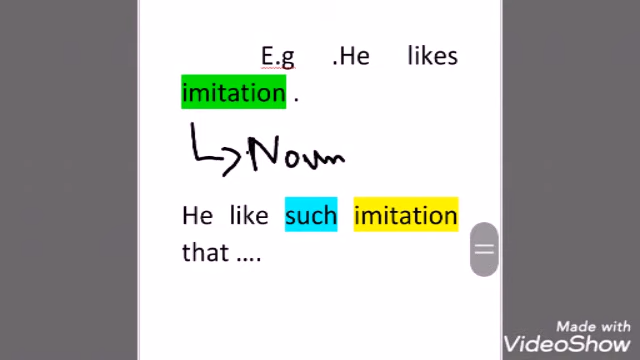 E.g .He likes
imitation .
Noun
He like such imitation
that ....
Made with
VideoShow